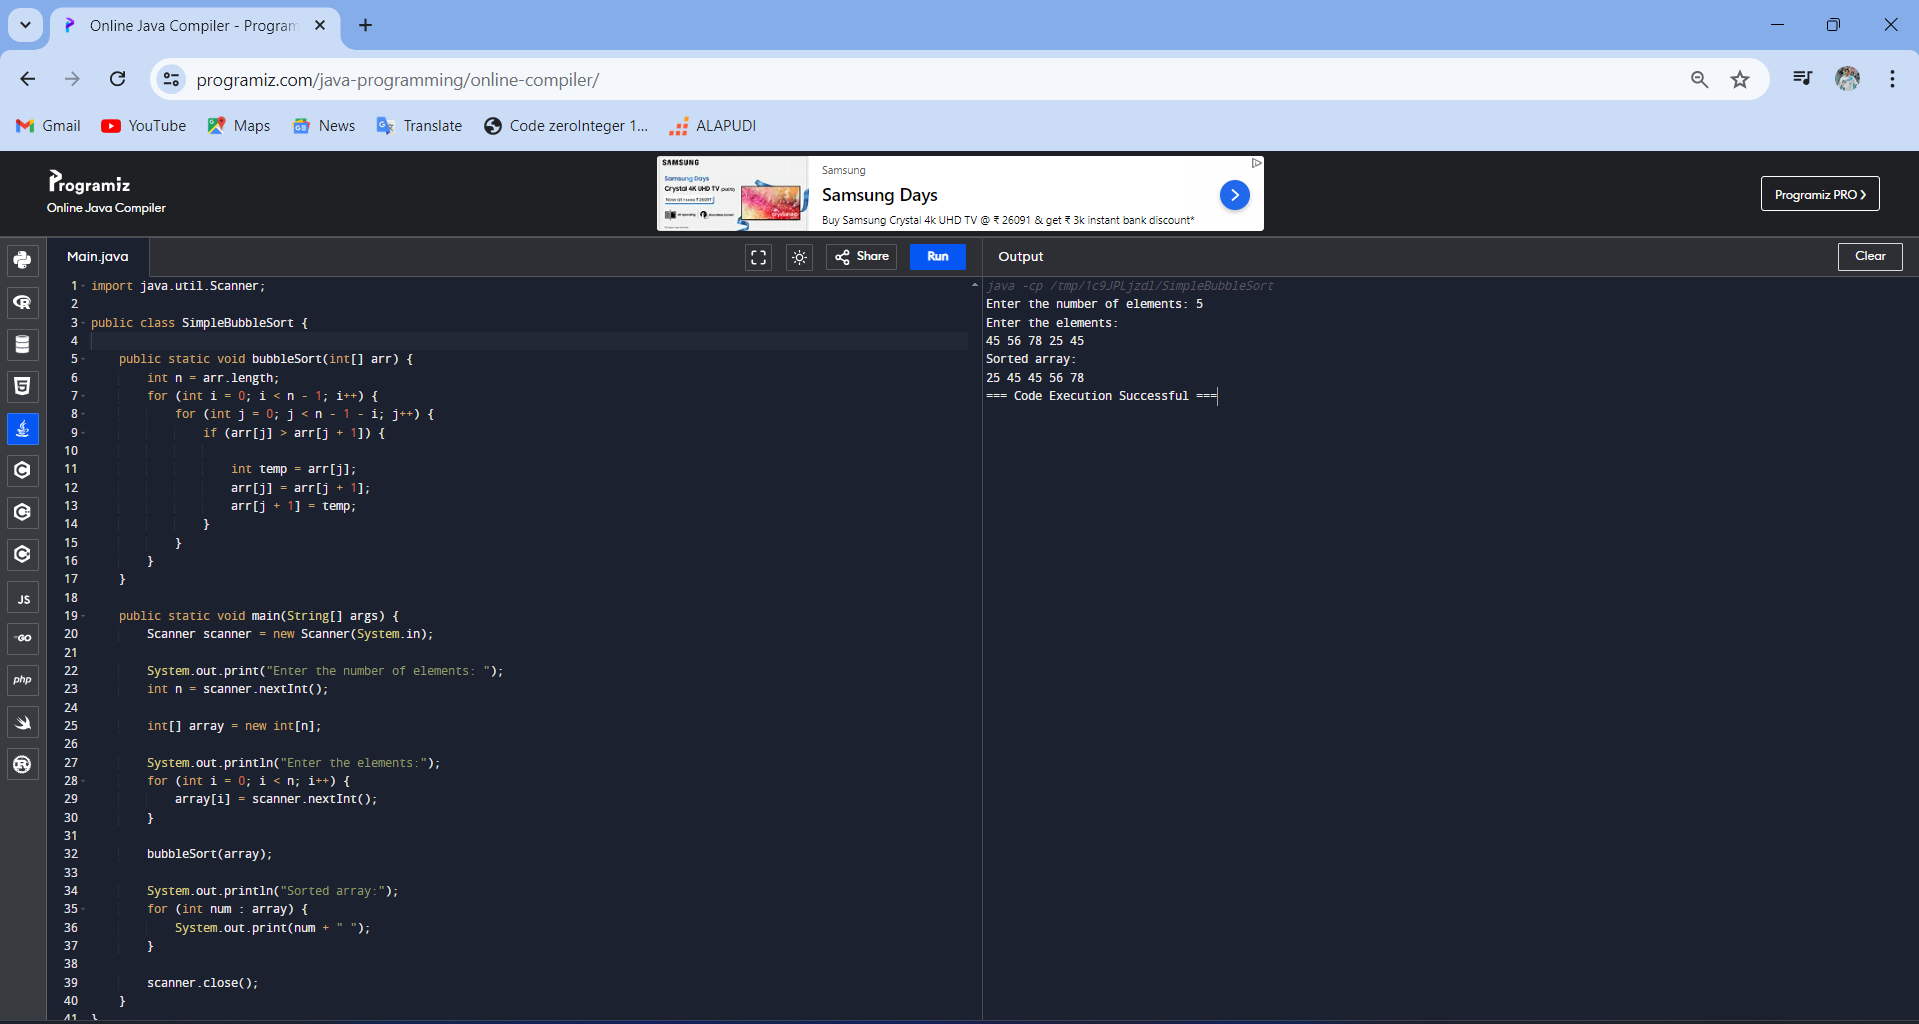 Online Java Compiler - Program
programiz.com/java-programming/online-compiler/
Gmail YouTube Maps News Translate Code zeroInteger 1... ALAPUDI
Programiz
Online Java Compiler
SAMSUNG
Samsung Days
Crystal 4K UHD TV
Samsung
Samsung Days
Buy Samsung Crystal 4k UHD TV @ ₹ 26091 & get ₹ 3k instant bank discount*
Programiz PRO
Main.java
Share
Run
Output
Clear
JS
GO
php
1 import java.util.Scanner;
2
3 public class SimpleBubbleSort {
4
5     public static void bubbleSort(int[] arr) {
6         int n = arr.length;
7         for (int i = 0; i < n - 1; i++) {
8             for (int j = 0; j < n - 1 - i; j++) {
9                 if (arr[j] > arr[j + 1]) {
10
11                     int temp = arr[j];
12                     arr[j] = arr[j + 1];
13                     arr[j + 1] = temp;
14                 }
15             }
16         }
17     }
18
19     public static void main(String[] args) {
20         Scanner scanner = new Scanner(System.in);
21
22         System.out.print("Enter the number of elements: ");
23         int n = scanner.nextInt();
24
25         int[] array = new int[n];
26
27         System.out.println("Enter the elements:");
28         for (int i = 0; i < n; i++) {
29             array[i] = scanner.nextInt();
30         }
31
32         bubbleSort(array);
33
34         System.out.println("Sorted array:");
35         for (int num : array) {
36             System.out.print(num + " ");
37         }
38
39         scanner.close();
40     }
41 }
java -cp /tmp/1c9JPLjzdl/SimpleBubbleSort
Enter the number of elements: 5
Enter the elements:
45 56 78 25 45
Sorted array:
25 45 45 56 78
=== Code Execution Successful ===